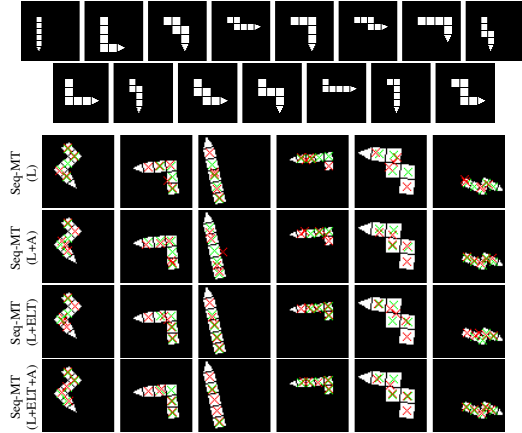 Seq-MT
(L)
Seq-MT
(L+A)
Seq-MT
(L+ELT)
Seq-MT
(L+ELT+A)